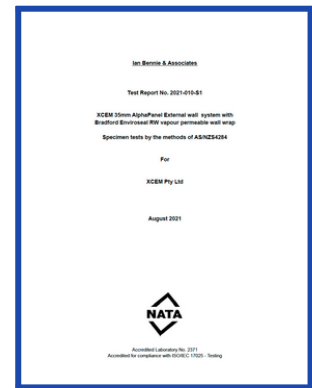 Ian Bennie & Associates
Test Report No. 2021-010-S1
XCEM 35mm AlphaPanel External wall system with
Bradford Enviroseal RW vapour permeable wall wrap
Specimen tests by the methods of AS/NZS4284
For
XCEM Pty Ltd
August 2021
NATA
Accredited Laboratory No. 2371
Accredited for compliance with ISO/IEC 17025 - Testing